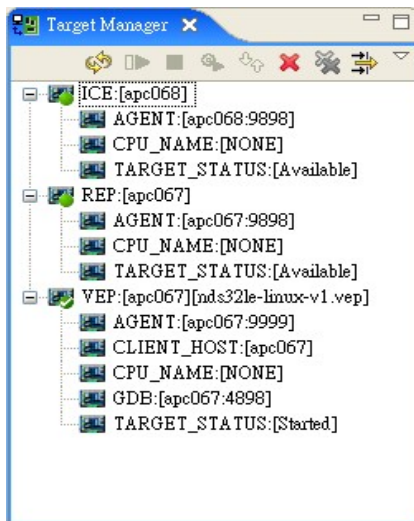 Target Manager
ICE:[apc068]
AGENT:[apc068:9898]
CPU_NAME:[NONE]
TARGET_STATUS:[Available]
REP:[apc067]
AGENT:[apc067:9898]
CPU_NAME:[NONE]
TARGET_STATUS:[Available]
VEP:[apc067][nds32le-linux-v1.vep]
AGENT:[apc067:9999]
CLIENT_HOST:[apc067]
CPU_NAME:[NONE]
GDB:[apc067:4898]
TARGET_STATUS:[Started]